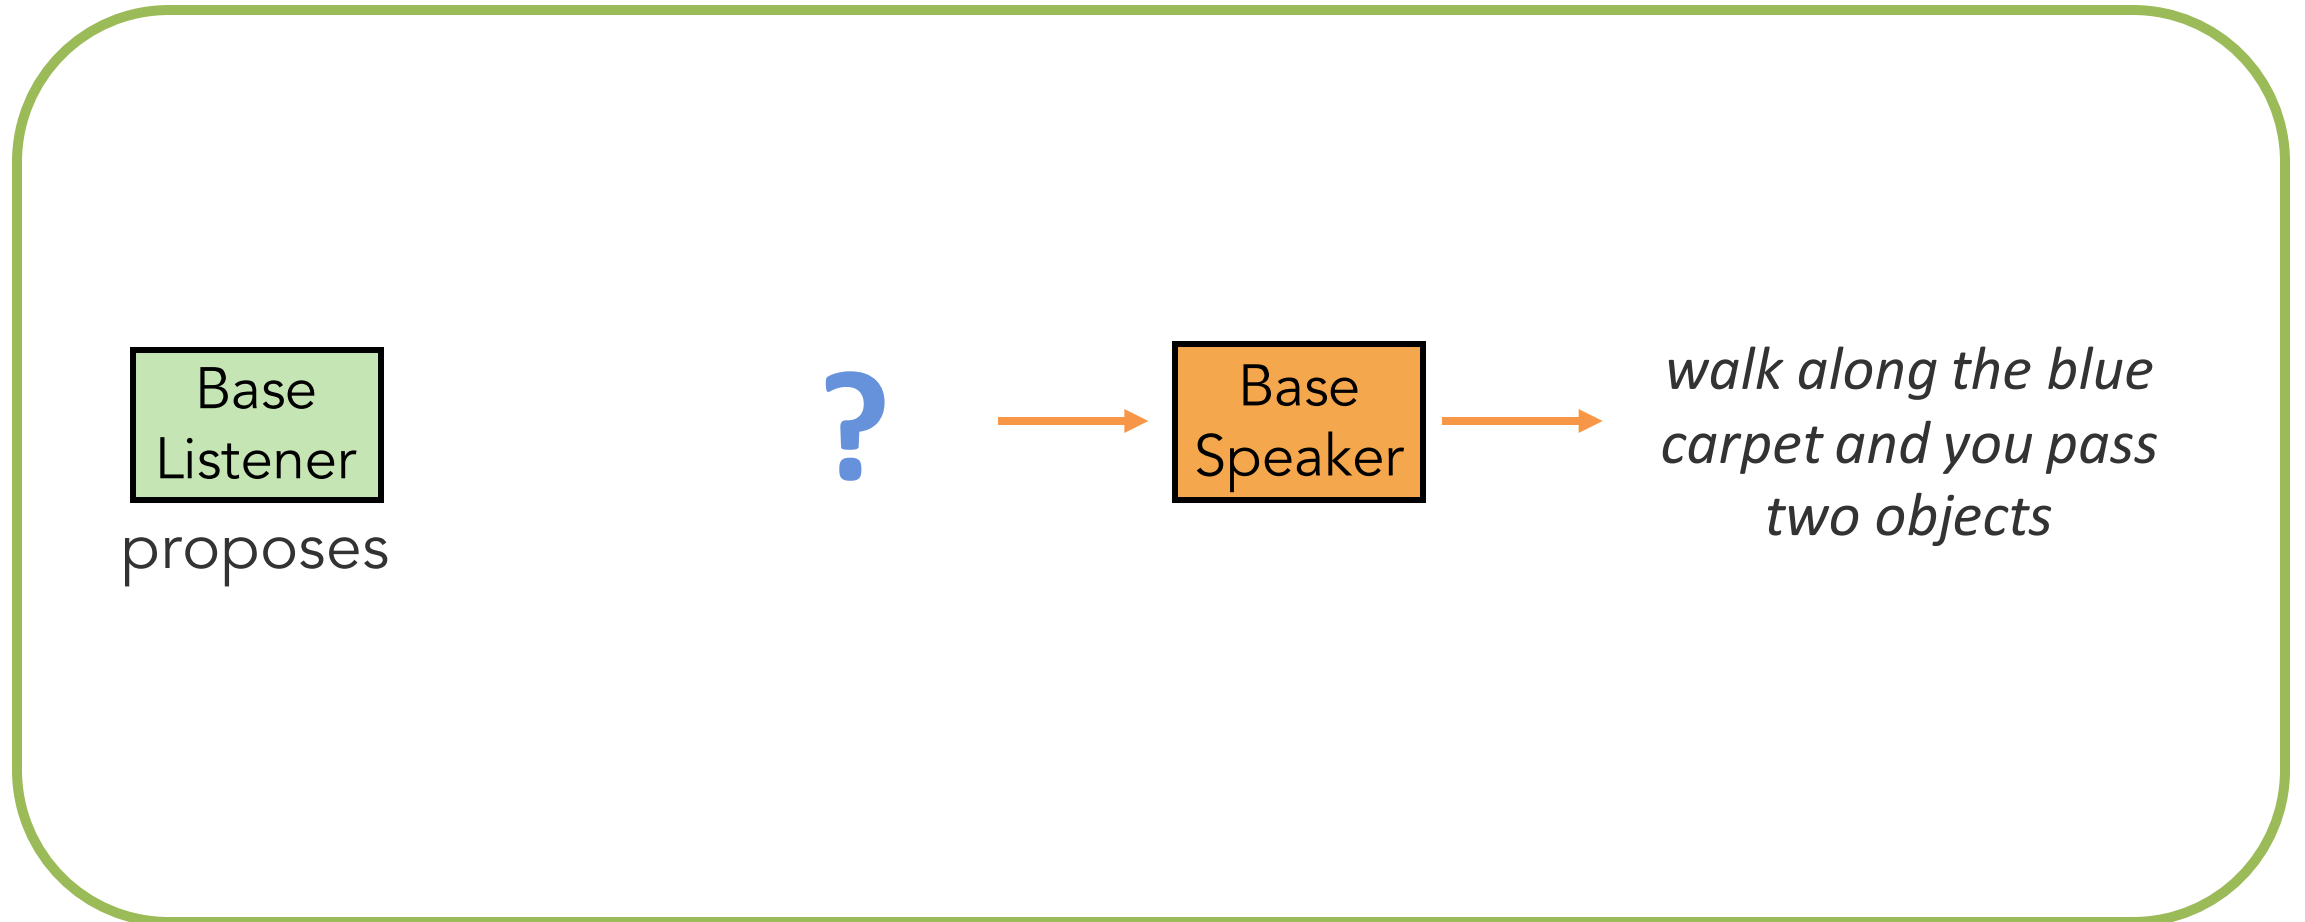 Base
Listener
proposes
?
Base
Speaker
walk along the blue
carpet and you pass
two objects